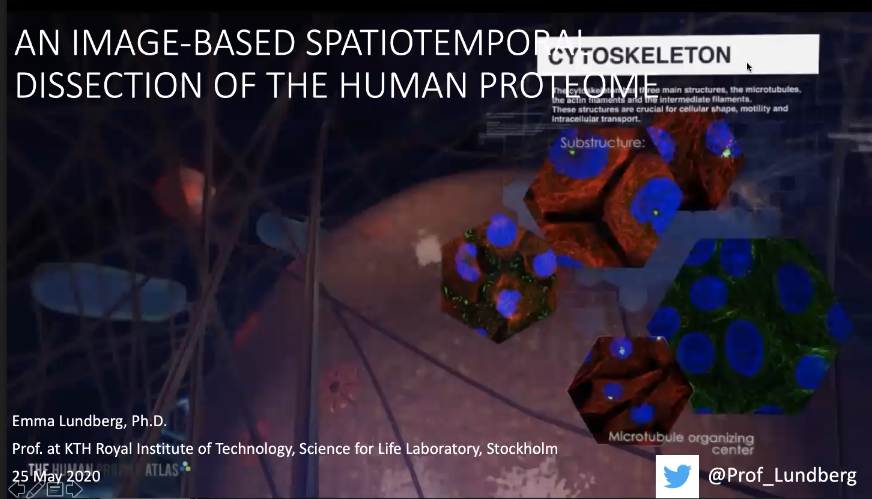 AN IMAGE-BASED SPATIOTEMPORAL
DISSECTION OF THE HUMAN PROTEOME
CYTOSKELETON
The cytoskeleton has three main structures, the microtubules,
the actin filaments and the intermediate filaments.
These structures are crucial for cellular shape, motility and
intracellular transport.
Substructure:
Microtubule organizing
center
Emma Lundberg, Ph.D.
Prof. at KTH Royal Institute of Technology, Science for Life Laboratory, Stockholm
25 May 2020
THE HUMAN PROTEIN ATLAS
@Prof_Lundberg